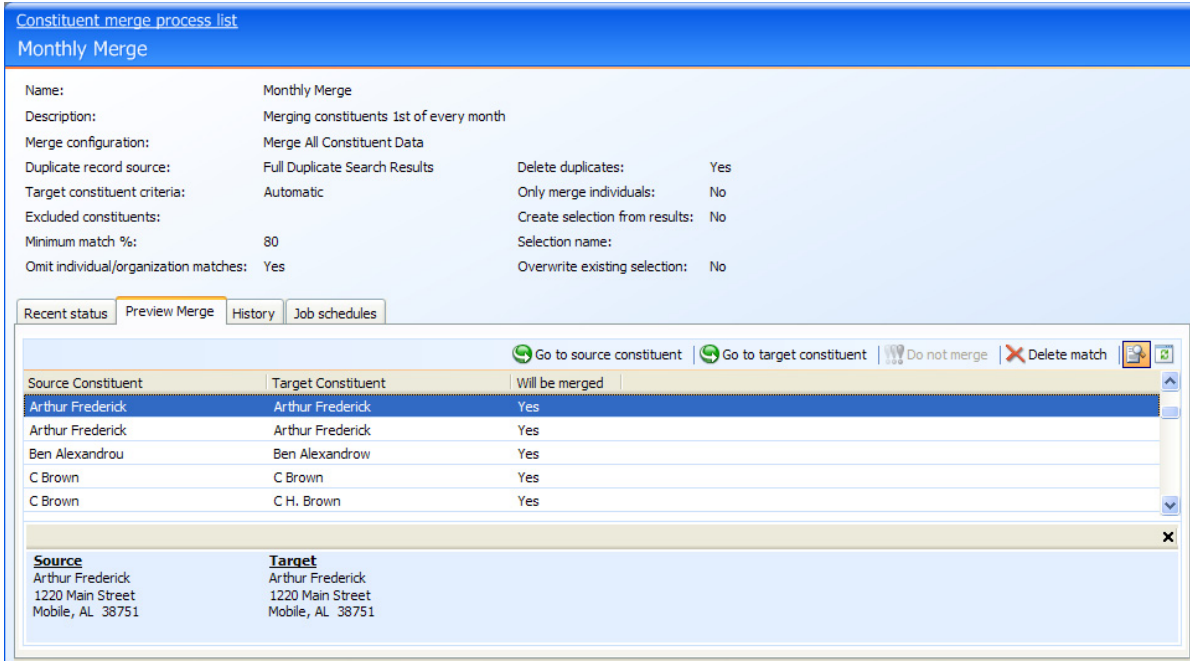 Constituent merge process list
Monthly Merge
Name: Monthly Merge
Description: Merging constituents 1st of every month
Merge configuration: Merge All Constituent Data
Duplicate record source: Full Duplicate Search Results Delete duplicates: Yes
Target constituent criteria: Automatic Only merge individuals: No
Excluded constituents: Create selection from results: No
Minimum match %: 80 Selection name:
Omit individual/organization matches: Yes Overwrite existing selection: No
Recent status Preview Merge History Job schedules
Go to source constituent Go to target constituent Do not merge Delete match
Source Constituent Target Constituent Will be merged
Arthur Frederick Arthur Frederick Yes
Arthur Frederick Arthur Frederick Yes
Ben Alexandrou Ben Alexandrow Yes
C Brown C Brown Yes
C Brown C H. Brown Yes
Source Target
Arthur Frederick Arthur Frederick
1220 Main Street 1220 Main Street
Mobile, AL 38751 Mobile, AL 38751